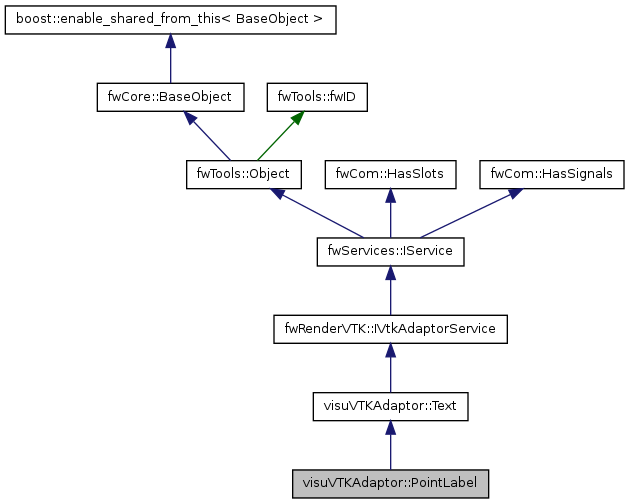 boost::enable_shared_from_this< BaseObject >
fwCore::BaseObject
fwTools::fwID
fwTools::Object
fwCom::HasSlots
fwCom::HasSignals
fwServices::IService
fwRenderVTK::IVtkAdaptorService
visuVTKAdaptor::Text
visuVTKAdaptor::PointLabel